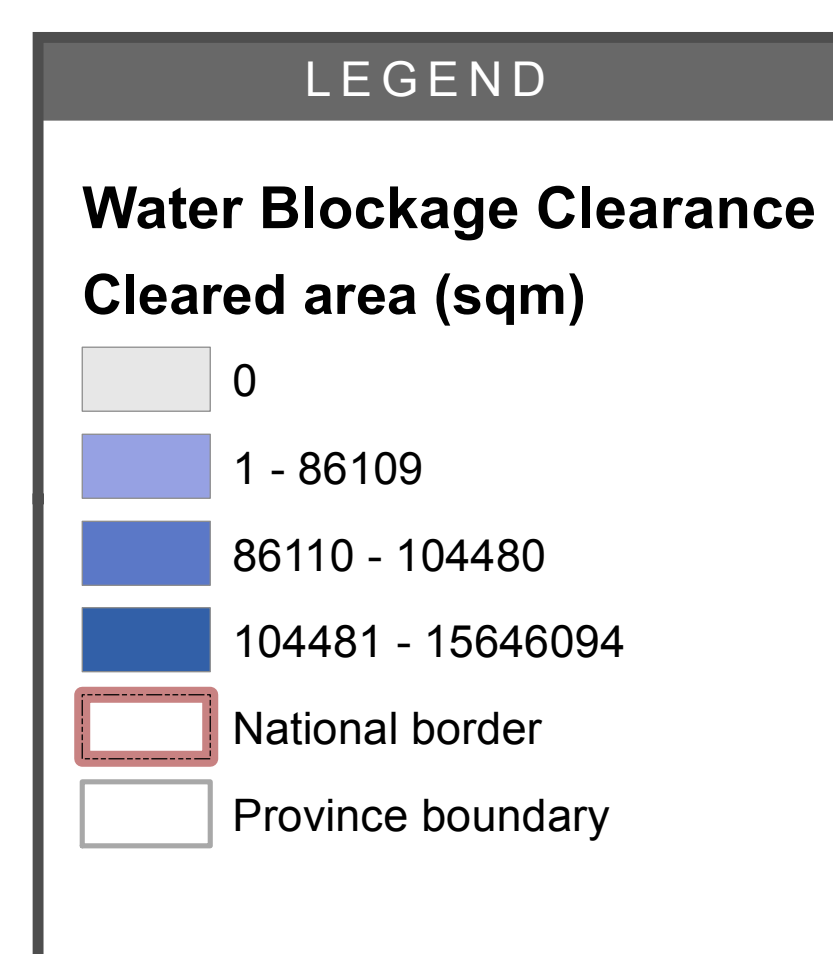 LEGEND
Water Blockage Clearance
Cleared area (sqm)
0
1 - 86109
86110 - 104480
104481 - 15646094
National border
Province boundary